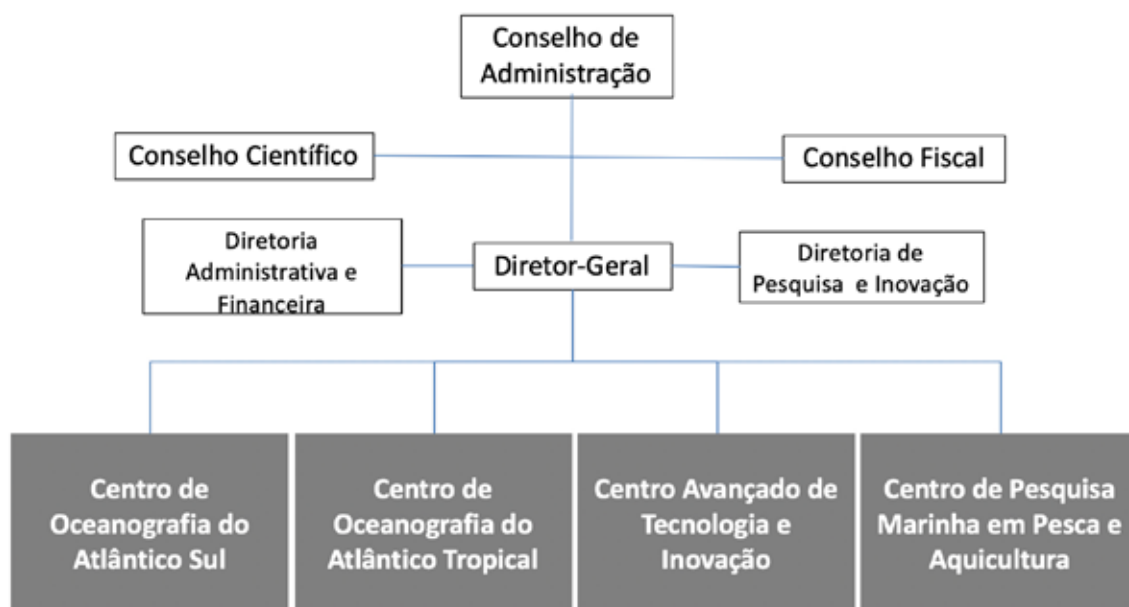 Conselho de
Administração
Conselho Científico
Conselho Fiscal
Diretoria
Administrativa e
Financeira
Diretor-Geral
Diretoria de
Pesquisa e Inovação
Centro de
Oceanografia do
Atlântico Sul
Centro de
Oceanografia do
Atlântico Tropical
Centro Avançado de
Tecnologia e
Inovação
Centro de Pesquisa
Marinha em Pesca e
Aquicultura